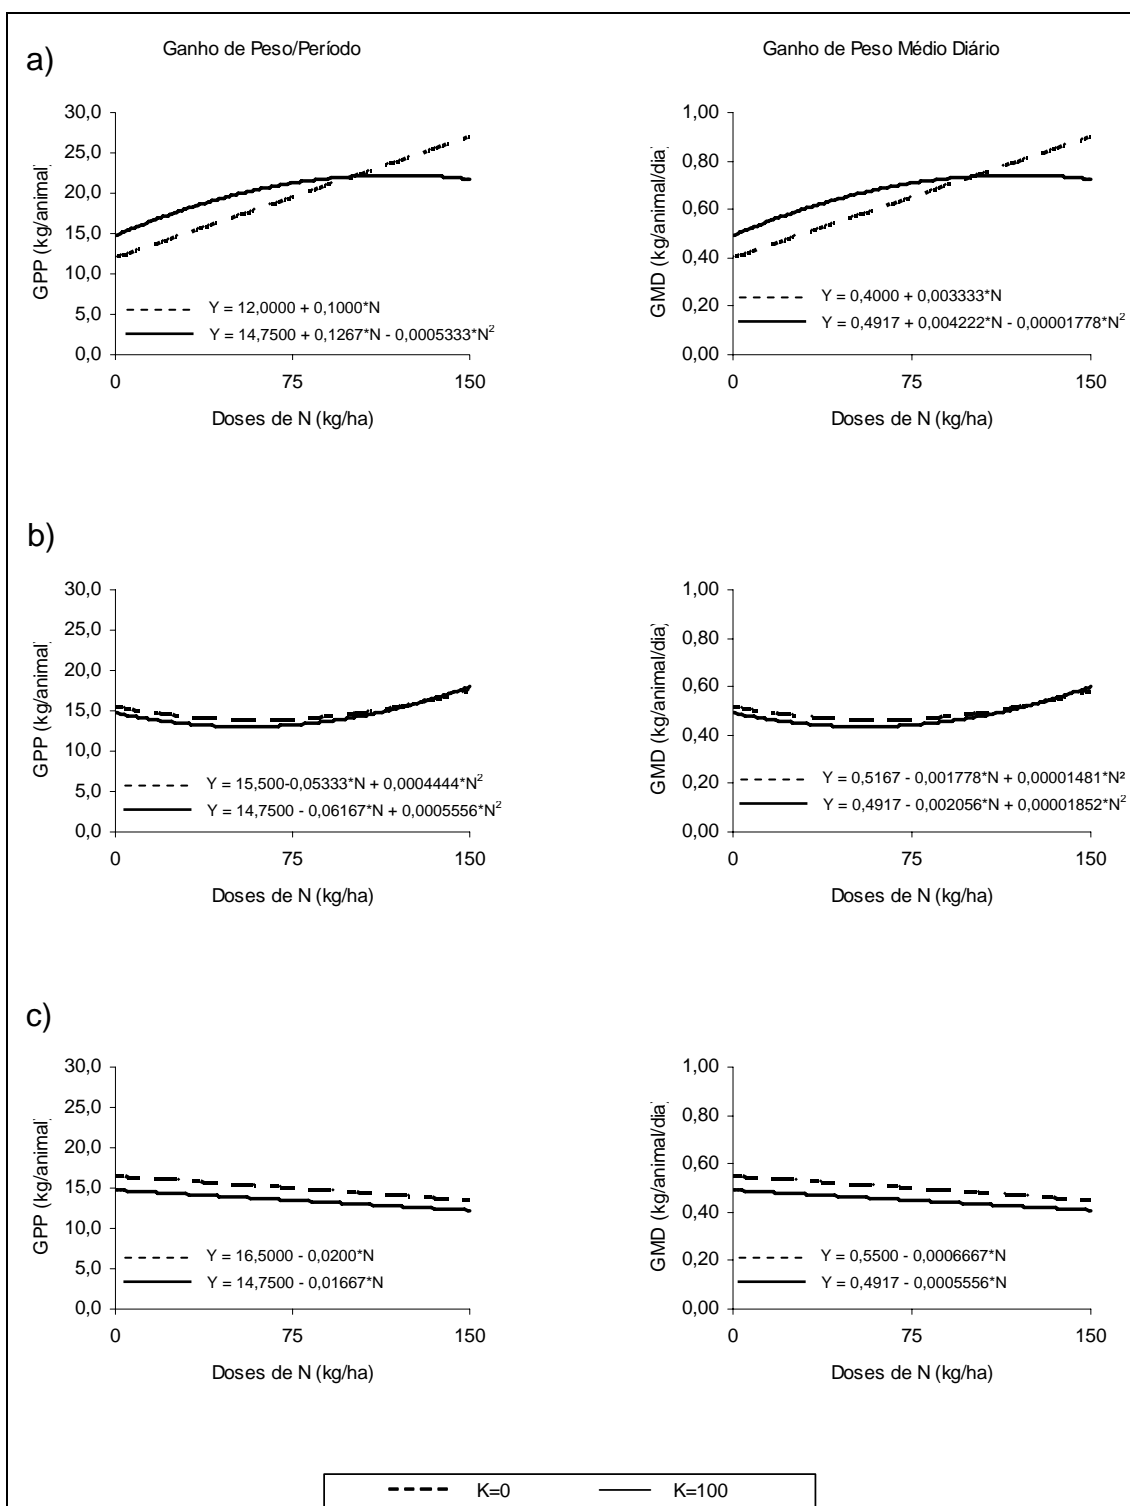 Ganho de Peso/Período
Ganho de Peso Médio Diário
a)
GPP (kg/animal)
30,0
25,0
20,0
15,0
10,0
5,0
0,0
Y = 12,0000 + 0,1000*N
Y = 14,7500 + 0,1267*N - 0,0005333*N²
0
75
150
Doses de N (kg/ha)
GMD (kg/animal/dia)
1,00
0,80
0,60
0,40
0,20
0,00
Y = 0,4000 + 0,003333*N
Y = 0,4917 + 0,004222*N - 0,00001778*N²
0
75
150
Doses de N (kg/ha)
b)
GPP (kg/animal)
30,0
25,0
20,0
15,0
10,0
5,0
0,0
Y = 15,500-0,05333*N + 0,0004444*N²
Y = 14,7500 - 0,06167*N + 0,0005556*N²
0
75
150
Doses de N (kg/ha)
GMD (kg/animal/dia)
1,00
0,80
0,60
0,40
0,20
0,00
Y = 0,5167 - 0,001778*N + 0,00001481*N²
Y = 0,4917 - 0,002056*N + 0,00001852*N²
0
75
150
Doses de N (kg/ha)
c)
GPP (kg/animal)
30,0
25,0
20,0
15,0
10,0
5,0
0,0
Y = 16,5000 - 0,0200*N
Y = 14,7500 - 0,01667*N
0
75
150
Doses de N (kg/ha)
GMD (kg/animal/dia)
1,00
0,80
0,60
0,40
0,20
0,00
Y = 0,5500 - 0,0006667*N
Y = 0,4917 - 0,0005556*N
0
75
150
Doses de N (kg/ha)
K=0
K=100